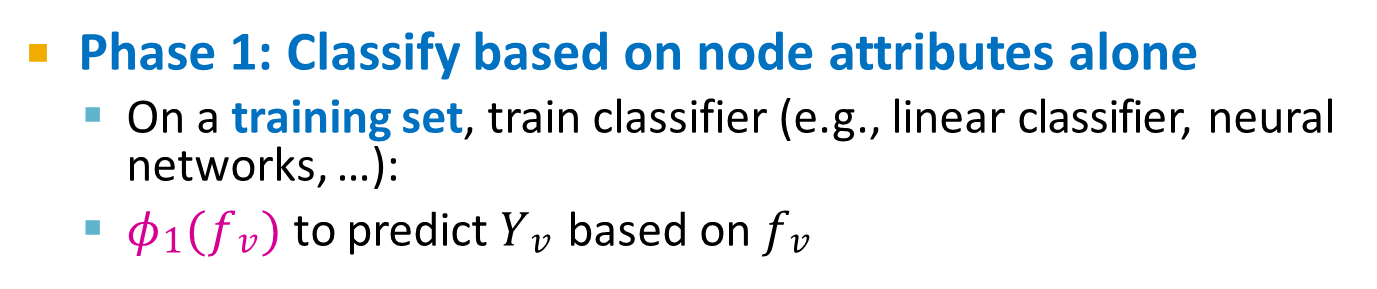 Phase 1: Classify based on node attributes alone
On a training set, train classifier (e.g., linear classifier, neural
networks, …):
𝜙₁(𝑓ᵥ) to predict 𝑌ᵥ based on 𝑓ᵥ